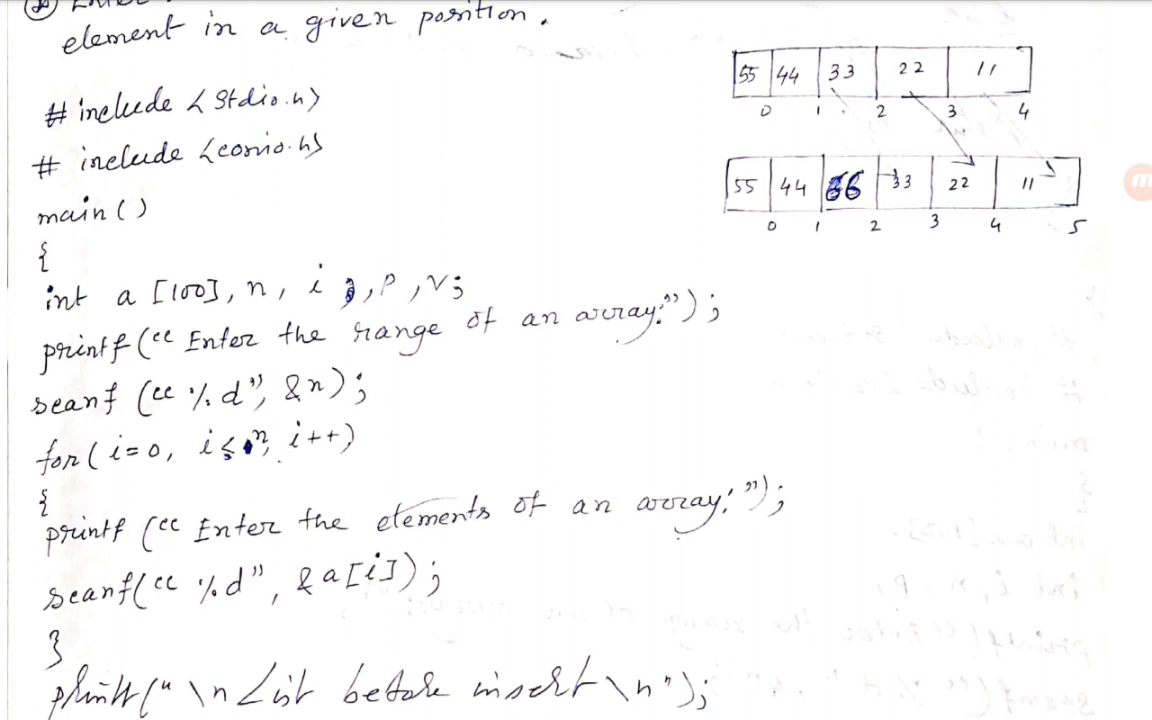 element in a given position.
# include <stdio.h>
# include <conio.h>
main()
{
int a [100], n, i, p, v;
printf("Enter the range of an array:");
scanf ("%d", &n);
for(i=0, i<n, i++)
{
printf ("Enter the elements of an array:");
scanf("%d", &a[i]);
}
printf("\n List before insert \n");
55 44 33 22 11
0 1 2 3 4
55 44 66 33 22 11
0 1 2 3 4 5